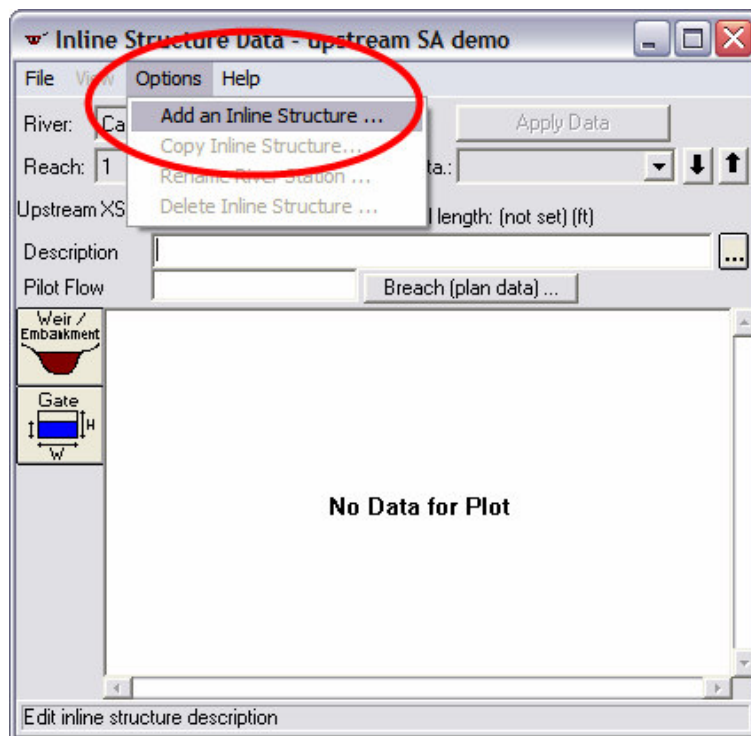 Inline Structure Data - upstream SA demo
File View Options Help
Add an Inline Structure ...
River: Ca Apply Data
Copy Inline Structure...
Reach: 1 ta.:
Rename River Station ...
Delete Inline Structure ...
Upstream XS length: (not set) (ft)
Description ...
Pilot Flow Breach (plan data) ...
Weir /
Embankment
Gate
H
W
No Data for Plot
Edit inline structure description